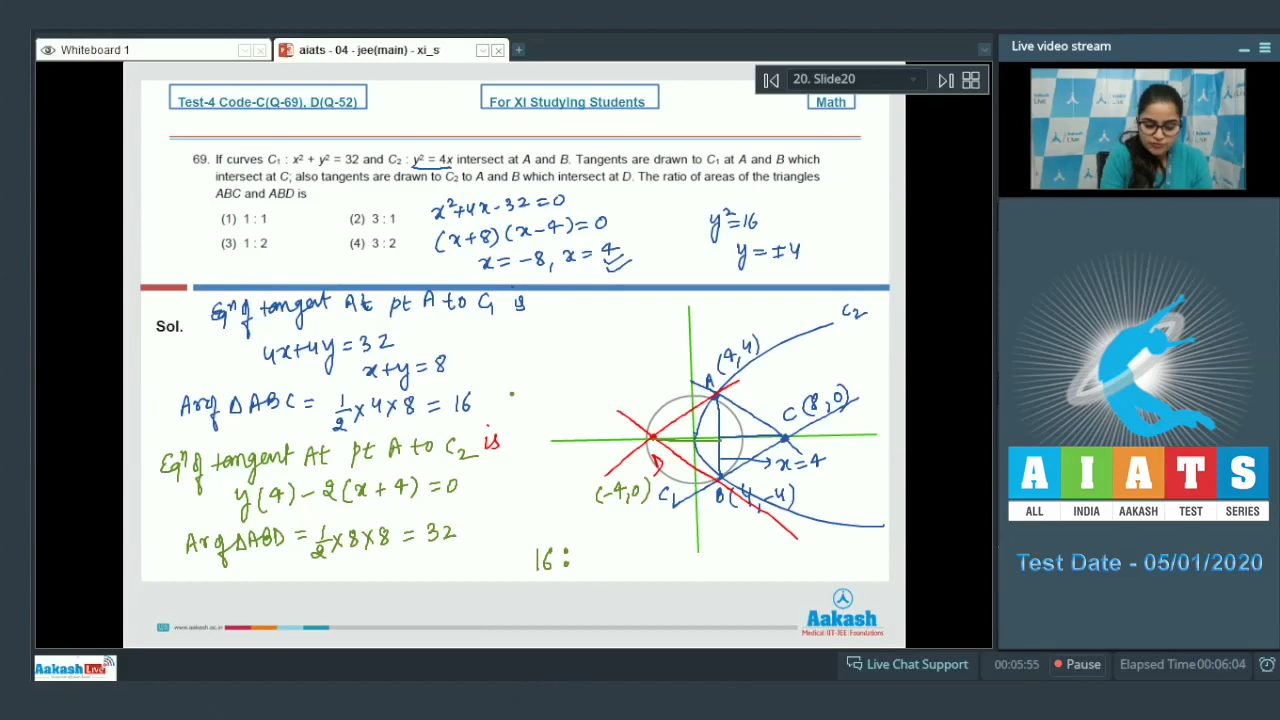 Whiteboard 1
aiats - 04 - jee(main) - xi_s
Live video stream
20. Slide20
Test-4 Code-C(Q-69), D(Q-52)
For XI Studying Students
Math
69. If curves C₁ : x² + y² = 32 and C₂ : y² = 4x intersect at A and B. Tangents are drawn to C₁ at A and B which
intersect at C; also tangents are drawn to C₂ to A and B which intersect at D. The ratio of areas of the triangles
ABC and ABD is
(1) 1 : 1
(2) 3 : 1
(3) 1 : 2
(4) 3 : 2
x²+4x-32=0
(x+8)(x-4)=0
x=-8, x=4
y²=16
y=±4
Sol.
Eqⁿ of tangent At pt A to C₁ is
4x+4y=32
x+y=8
Ar of ΔABC = 1/2 × 4 × 8 = 16
Eqⁿ of tangent At pt A to C₂ is
y(4)-2(x+4)=0
Ar of ΔABD = 1/2 × 8 × 8 = 32
16 :
C₂
(4,4)
A
C (8,0)
D
x=4
(-4,0)
C₁
B(4,-4)
www.aakash.ac.in
Aakash
Medical IIT-JEE Foundations
Aakash Live
AIATS
ALL INDIA AAKASH TEST SERIES
Test Date - 05/01/2020
Live Chat Support
00:05:55
Pause
Elapsed Time 00:06:04